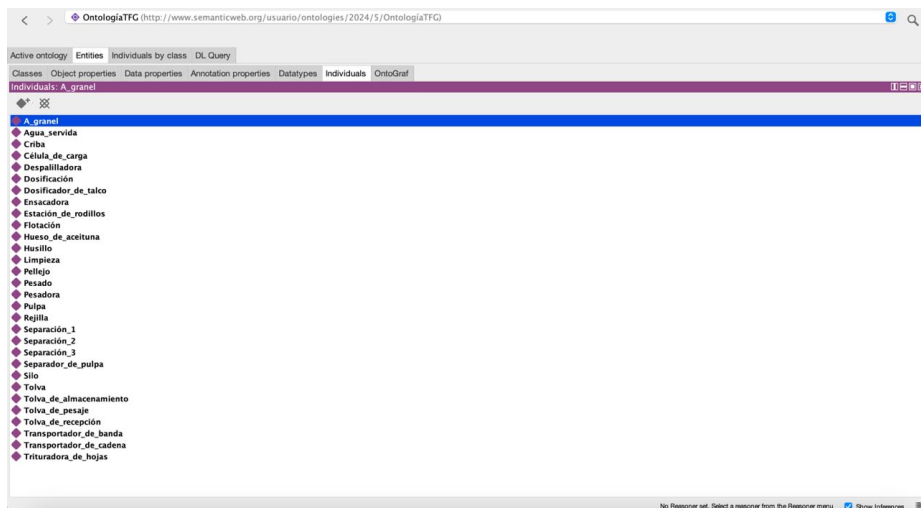 OntologíaTFG (http://www.semanticweb.org/usuario/ontologies/2024/5/OntologíaTFG)
Active ontology Entities Individuals by class DL Query
Classes Object properties Data properties Annotation properties Datatypes Individuals OntoGraf
Individuals: A_granel
A_granel
Agua_servida
Criba
Célula_de_carga
Despalilladora
Dosificación
Dosificador_de_talco
Ensacadora
Estación_de_rodillos
Flotación
Hueso_de_aceituna
Husillo
Limpieza
Pellejo
Pesado
Pesadora
Pulpa
Rejilla
Separación_1
Separación_2
Separación_3
Separador_de_pulpa
Silo
Tolva
Tolva_de_almacenamiento
Tolva_de_pesaje
Tolva_de_recepción
Transportador_de_banda
Transportador_de_cadena
Trituradora_de_hojas
No Reasoner set. Select a reasoner from the Reasoner menu Show Inferences